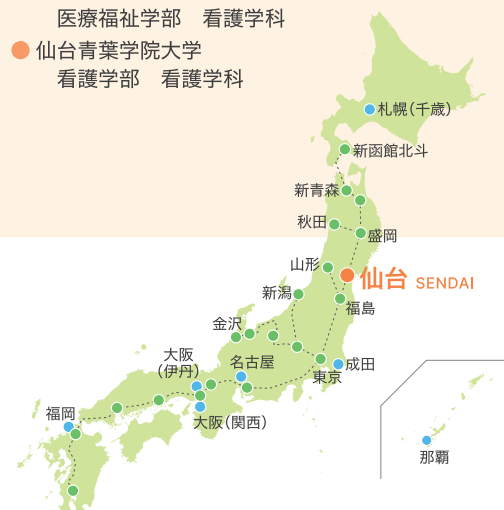 医療福祉学部　看護学科
仙台青葉学院大学
看護学部　看護学科
札幌(千歳)
新函館北斗
新青森
秋田
盛岡
山形
仙台 SENDAI
新潟
福島
金沢
大阪
(伊丹)
名古屋
成田
東京
福岡
大阪(関西)
那覇